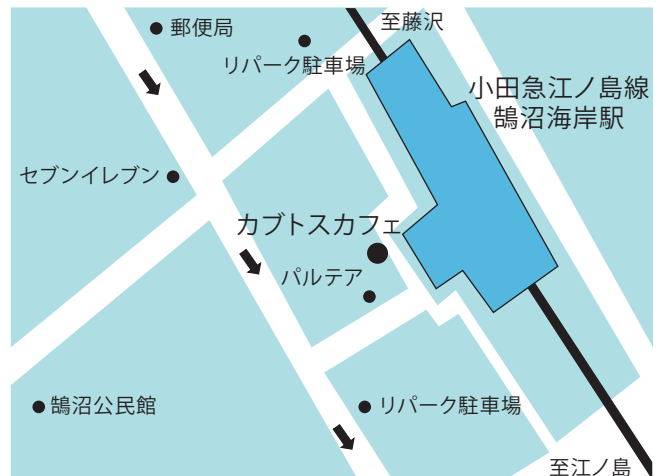 至藤沢
郵便局
リパーク駐車場
小田急江ノ島線
鵠沼海岸駅
セブンイレブン
カブトスカフェ
パルテア
鵠沼公民館
リパーク駐車場
至江ノ島